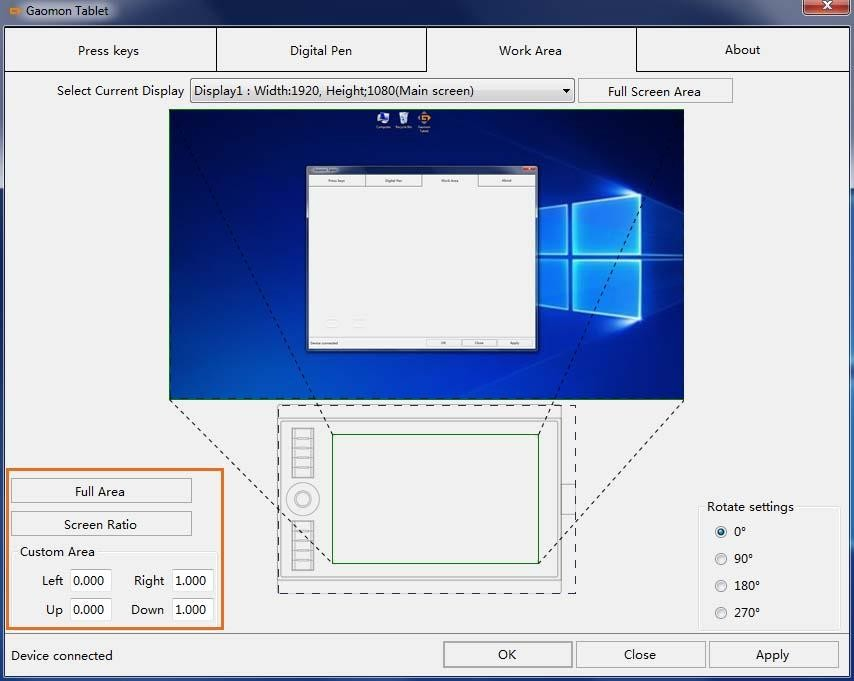 Gaomon Tablet
Press keys
Digital Pen
Work Area
About
Select Current Display
Display1 : Width:1920, Height;1080(Main screen)
Full Screen Area
Computer
Recycle Bin
Gaomon
Tablet
Gaomon Tablet
Press keys
Digital Pen
Work Area
About
Device connected
OK
Close
Apply
Full Area
Screen Ratio
Custom Area
Left 0.000 Right 1.000
Up 0.000 Down 1.000
Rotate settings
0°
90°
180°
270°
Device connected
OK
Close
Apply